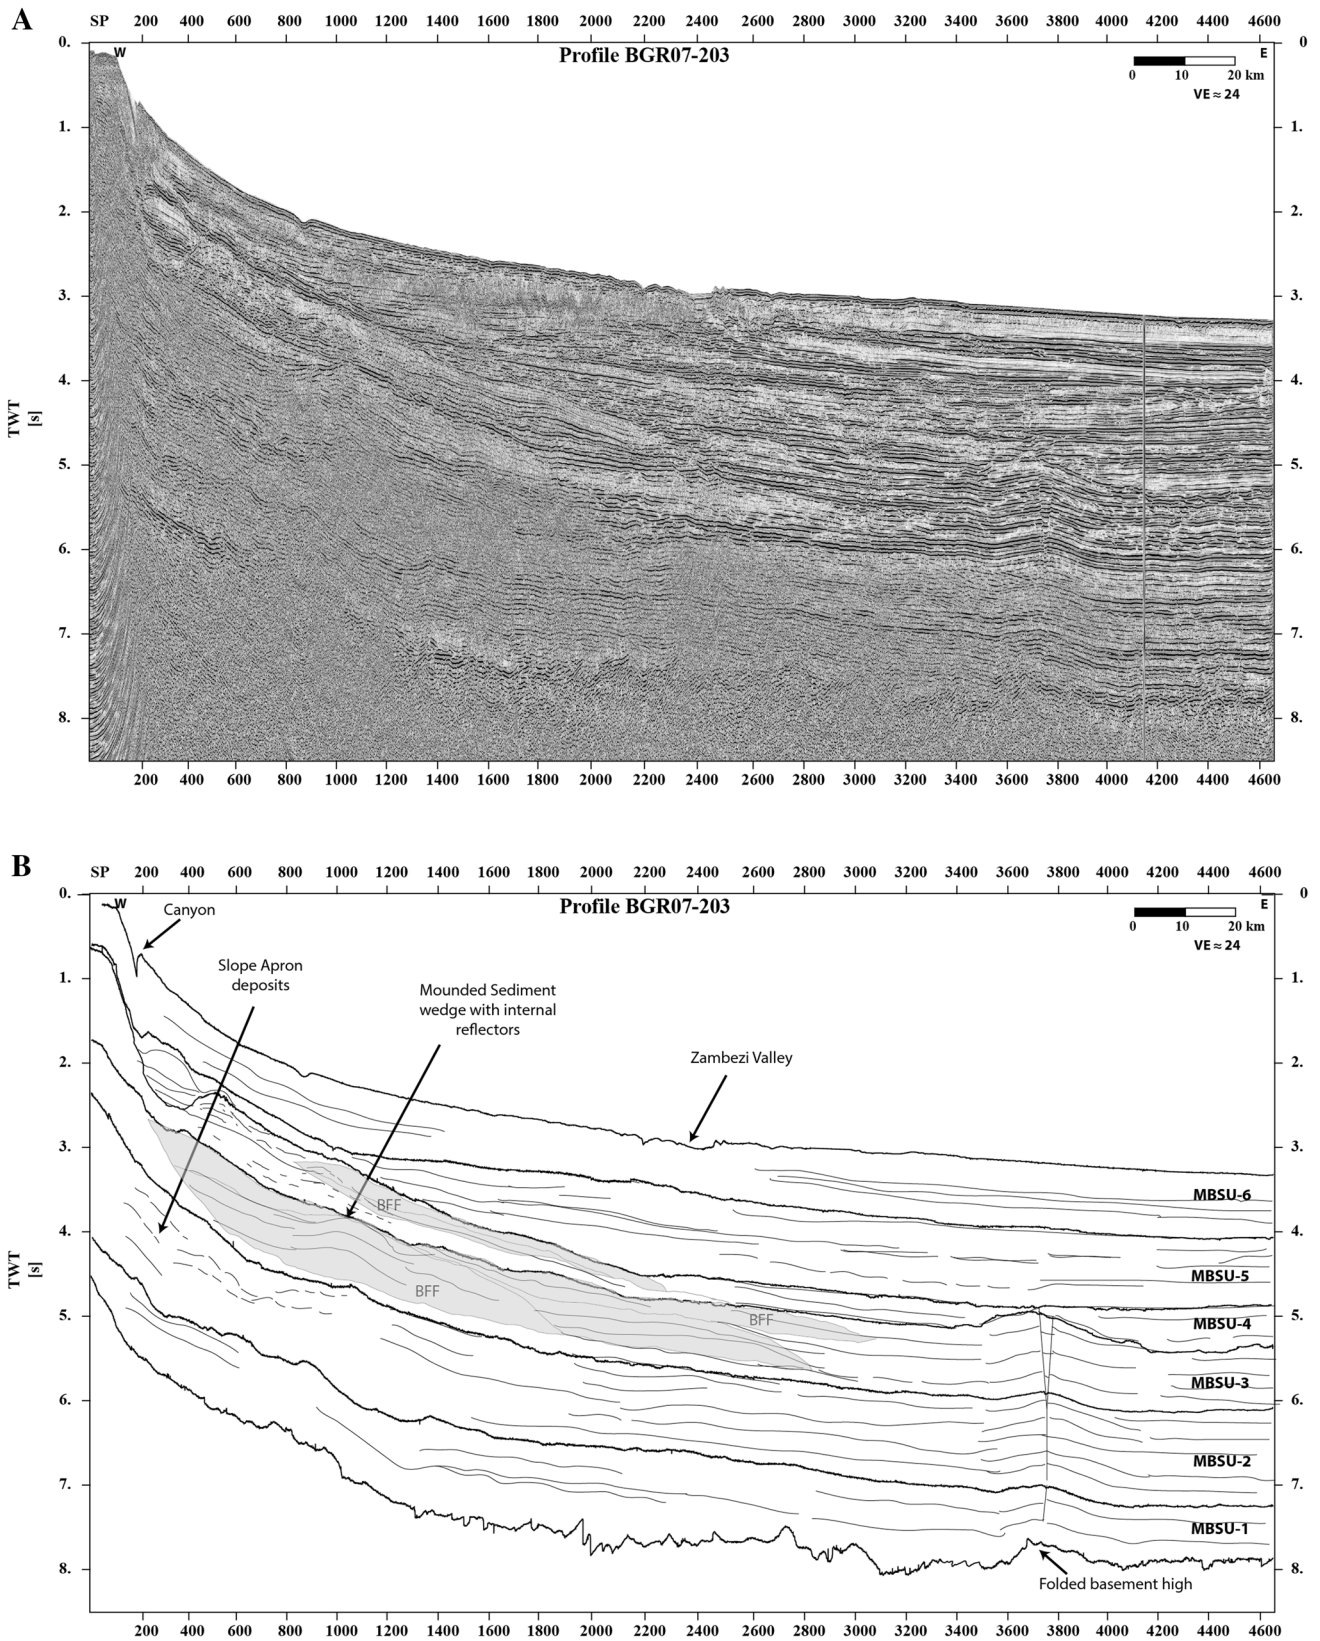 A
SP 200 400 600 800 1000 1200 1400 1600 1800 2000 2200 2400 2600 2800 3000 3200 3400 3600 3800 4000 4200 4400 4600
0. W Profile BGR07-203 E 0
0 10 20 km
VE ≈ 24
1. 1.
2. 2.
3. 3.
4. 4.
TWT
[s]
5. 5.
6. 6.
7. 7.
8. 8.
200 400 600 800 1000 1200 1400 1600 1800 2000 2200 2400 2600 2800 3000 3200 3400 3600 3800 4000 4200 4400 4600
B
SP 200 400 600 800 1000 1200 1400 1600 1800 2000 2200 2400 2600 2800 3000 3200 3400 3600 3800 4000 4200 4400 4600
0. W Profile BGR07-203 E 0
Canyon
0 10 20 km
VE ≈ 24
Slope Apron
deposits
1. 1.
Mounded Sediment
wedge with internal
reflectors
Zambezi Valley
2. 2.
3. 3.
MBSU-6
BFF
4. 4.
TWT
[s]
MBSU-5
BFF
5. 5.
BFF
MBSU-4
MBSU-3
6. 6.
MBSU-2
7. 7.
MBSU-1
8. 8.
Folded basement high
200 400 600 800 1000 1200 1400 1600 1800 2000 2200 2400 2600 2800 3000 3200 3400 3600 3800 4000 4200 4400 4600